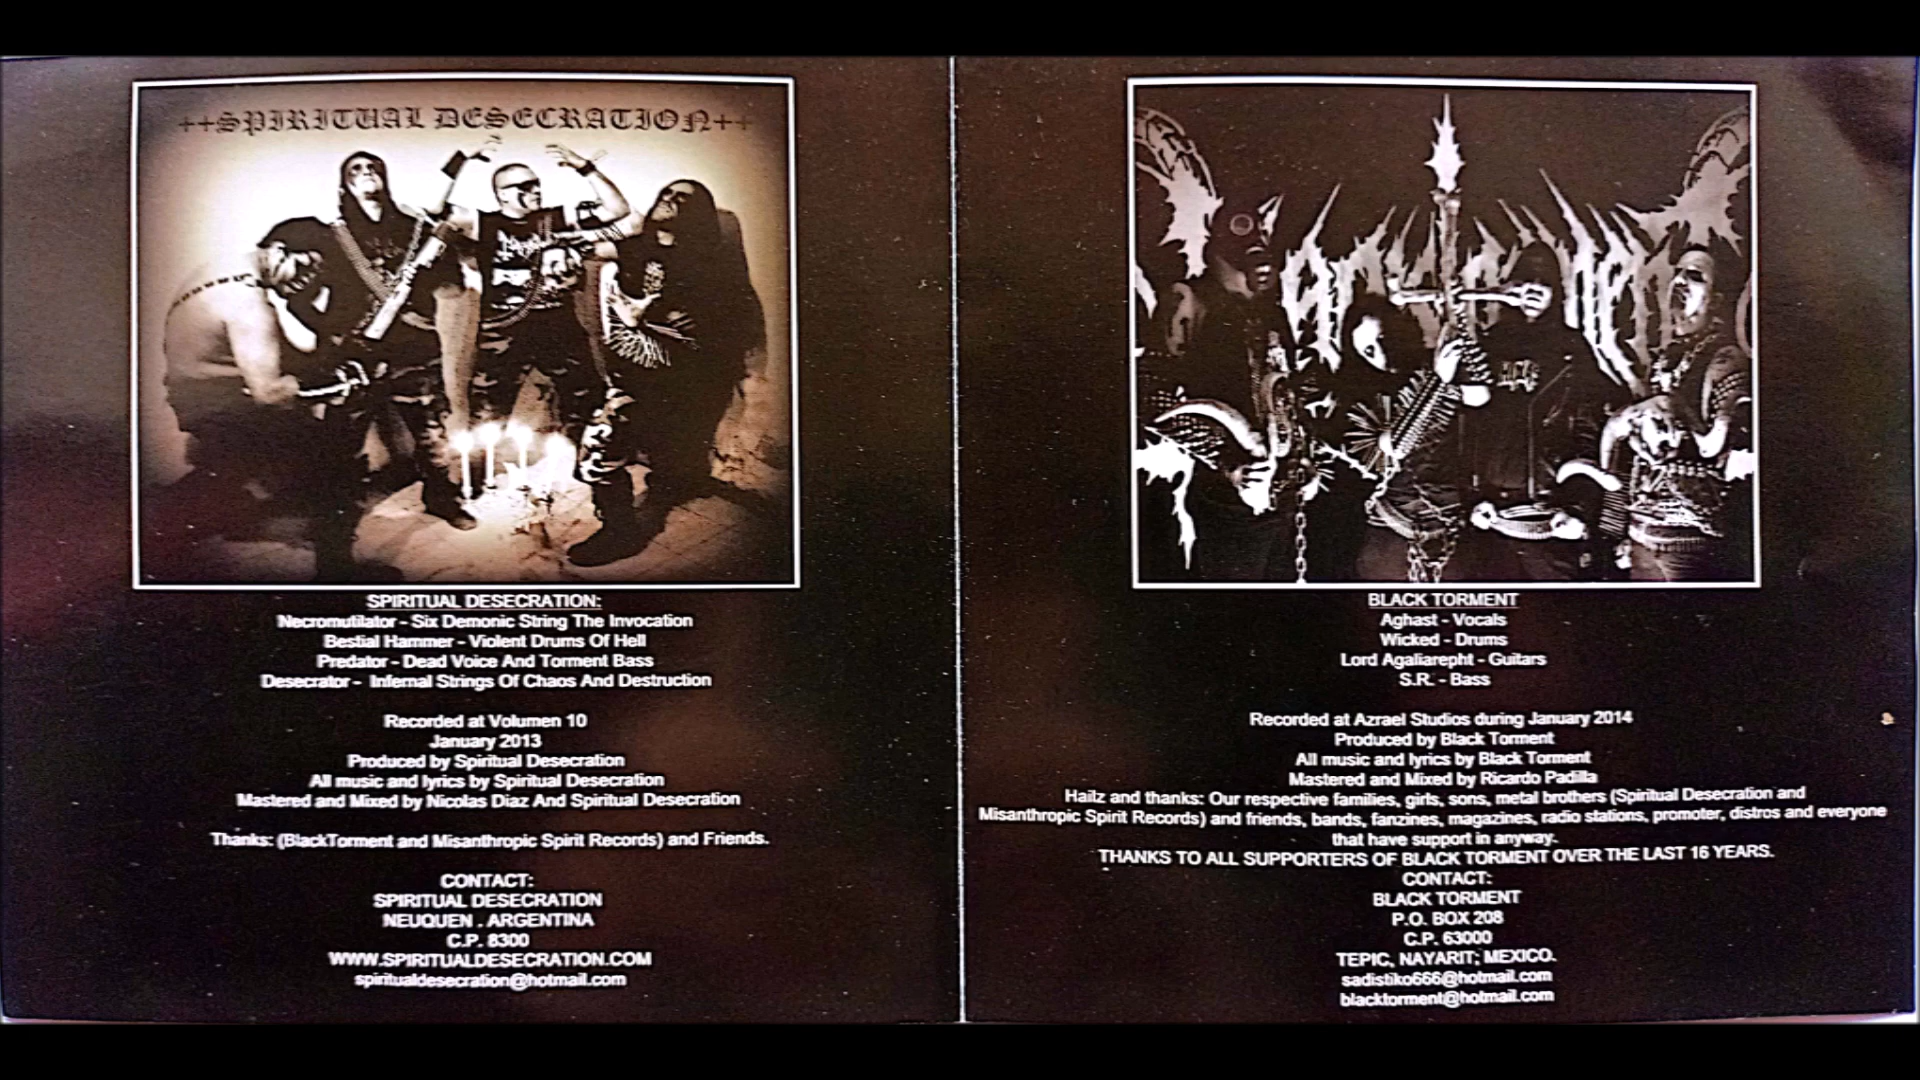 ++SPIRITUAL DESECRATION++
SPIRITUAL DESECRATION:
Necromutilator - Six Demonic String The Invocation
Bestial Hammer - Violent Drums Of Hell
Predator - Dead Voice And Torment Bass
Desecrator - Infernal Strings Of Chaos And Destruction
Recorded at Volumen 10
January 2013
Produced by Spiritual Desecration
All music and lyrics by Spiritual Desecration
Mastered and Mixed by Nicolas Diaz And Spiritual Desecration
Thanks: (BlackTorment and Misanthropic Spirit Records) and Friends.
CONTACT:
SPIRITUAL DESECRATION
NEUQUEN . ARGENTINA
C.P. 8300
WWW.SPIRITUALDESECRATION.COM
spiritualdesecration@hotmail.com
BLACK TORMENT
Aghast - Vocals
Wicked - Drums
Lord Agaliarepht - Guitars
S.R. - Bass
Recorded at Azrael Studios during January 2014
Produced by Black Torment
All music and lyrics by Black Torment
Mastered and Mixed by Ricardo Padilla
Hailz and thanks: Our respective families, girls, sons, metal brothers (Spiritual Desecration and
Misanthropic Spirit Records) and friends, bands, fanzines, magazines, radio stations, promoter, distros and everyone
that have support in anyway.
THANKS TO ALL SUPPORTERS OF BLACK TORMENT OVER THE LAST 16 YEARS.
CONTACT:
BLACK TORMENT
P.O. BOX 208
C.P. 63000
TEPIC, NAYARIT; MEXICO.
sadistiko666@hotmail.com
blacktorment@hotmail.com